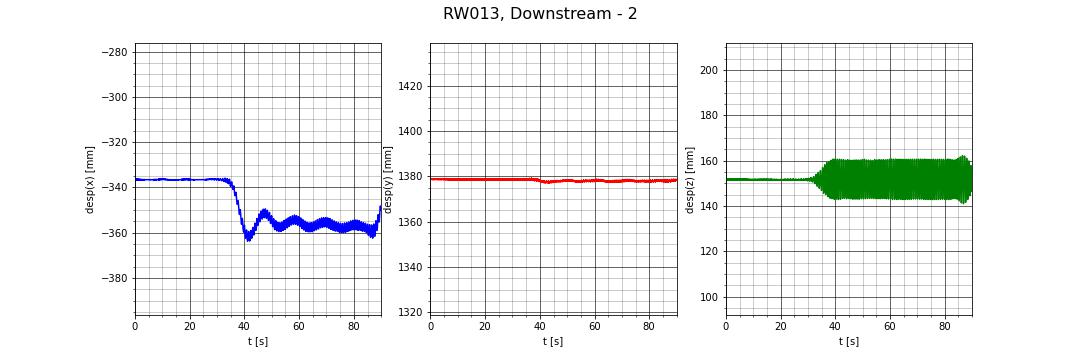 RW013, Downstream - 2
desp(x) [mm]
−280
−300
−320
−340
−360
−380
0 20 40 60 80
t [s]
desp(y) [mm]
1420
1400
1380
1360
1340
1320
0 20 40 60 80
t [s]
desp(z) [mm]
200
180
160
140
120
100
0 20 40 60 80
t [s]